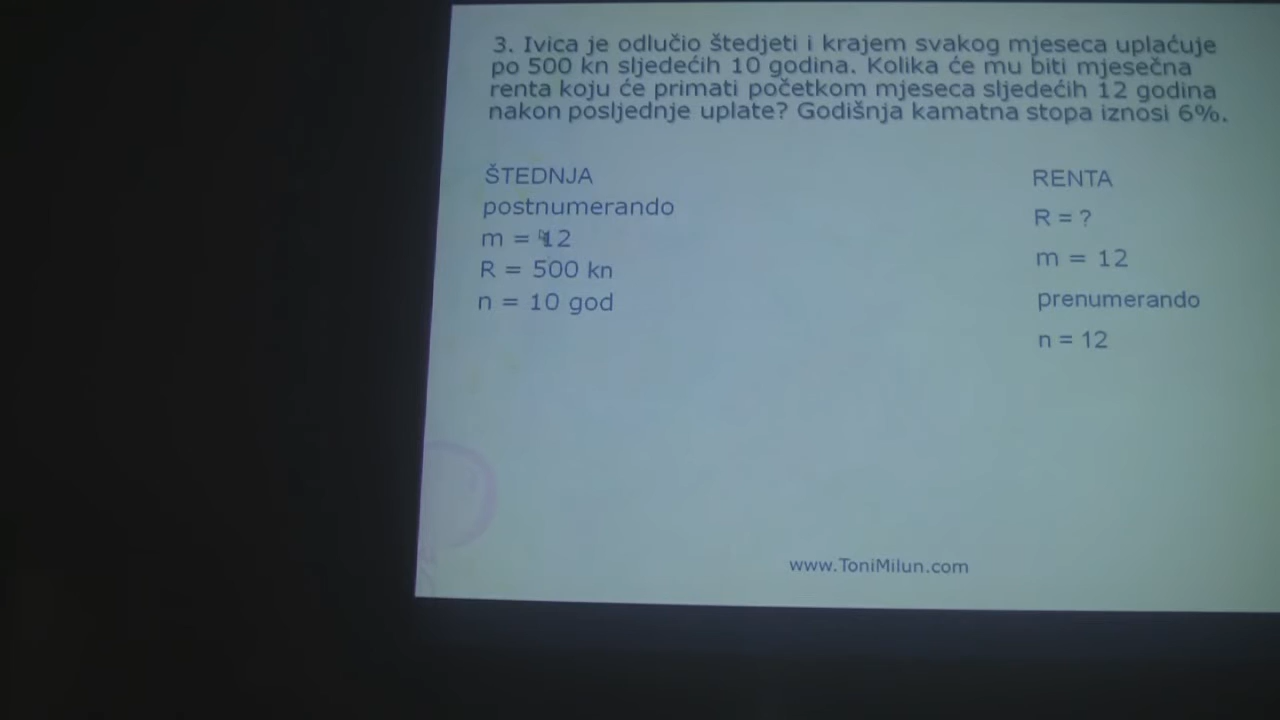 3. Ivica je odlučio štedjeti i krajem svakog mjeseca uplaćuje
po 500 kn sljedećih 10 godina. Kolika će mu biti mjesečna
renta koju će primati početkom mjeseca sljedećih 12 godina
nakon posljednje uplate? Godišnja kamatna stopa iznosi 6%.
ŠTEDNJA
postnumerando
m = 12
R = 500 kn
n = 10 god
RENTA
R = ?
m = 12
prenumerando
n = 12
www.ToniMilun.com